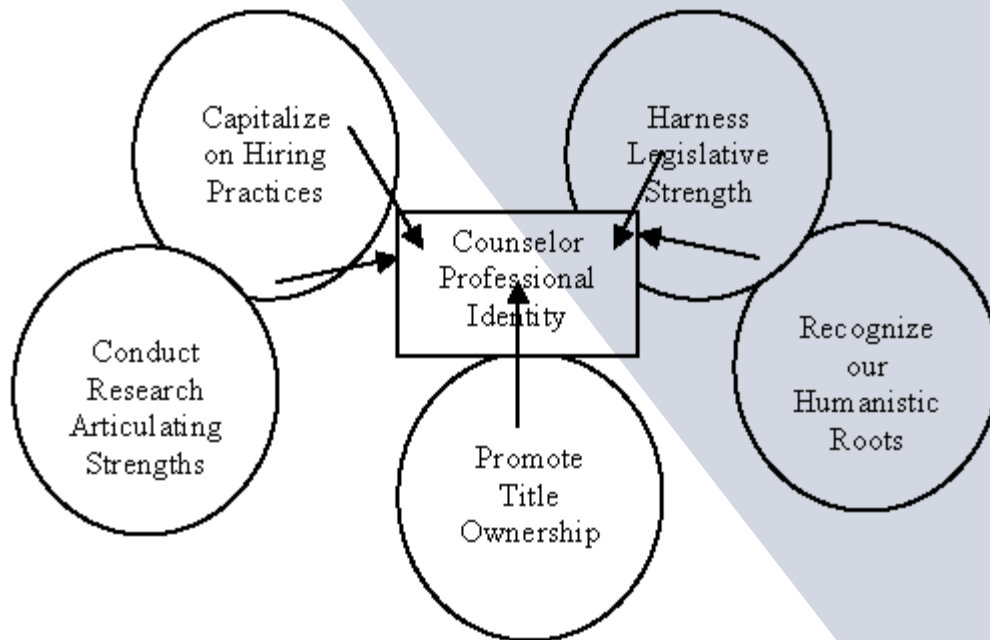 Capitalize
on Hiring
Practices
Harness
Legislative
Strength
Counselor
Professional
Identity
Conduct
Research
Articulating
Strengths
Recognize
our
Humanistic
Roots
Promote
Title
Ownership